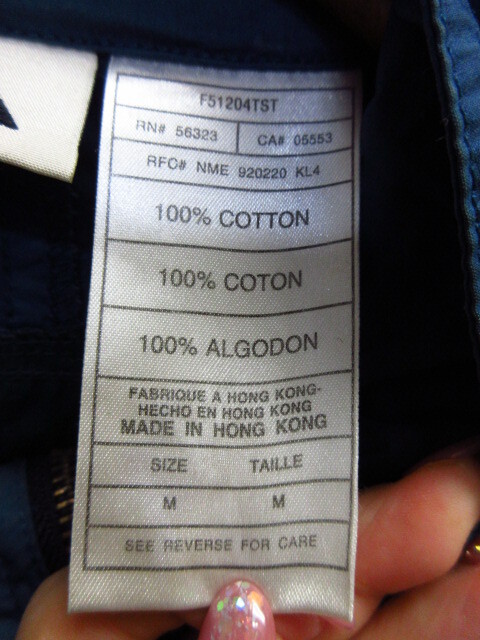 F51204TST
RN# 56323 CA# 05553
RFC# NME 920220 KL4
100% COTTON
100% COTON
100% ALGODON
FABRIQUE A HONG KONG-
HECHO EN HONG KONG
MADE IN HONG KONG
SIZE TAILLE
M M
SEE REVERSE FOR CARE